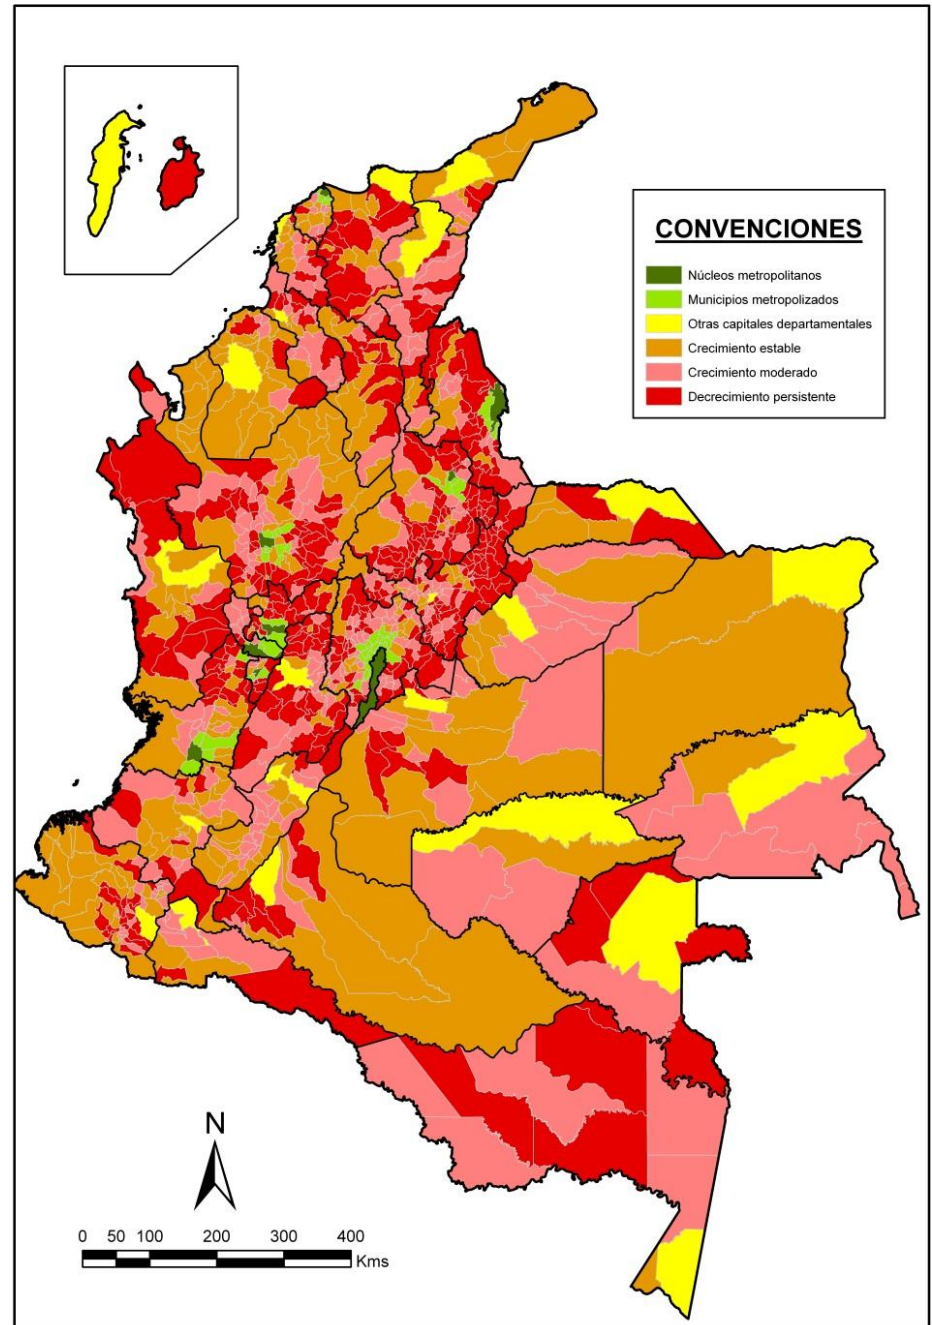 CONVENCIONES
Núcleos metropolitanos
Municipios metropolizados
Otras capitales departamentales
Crecimiento estable
Crecimiento moderado
Decrecimiento persistente
N
0 50 100 200 300 400
Kms